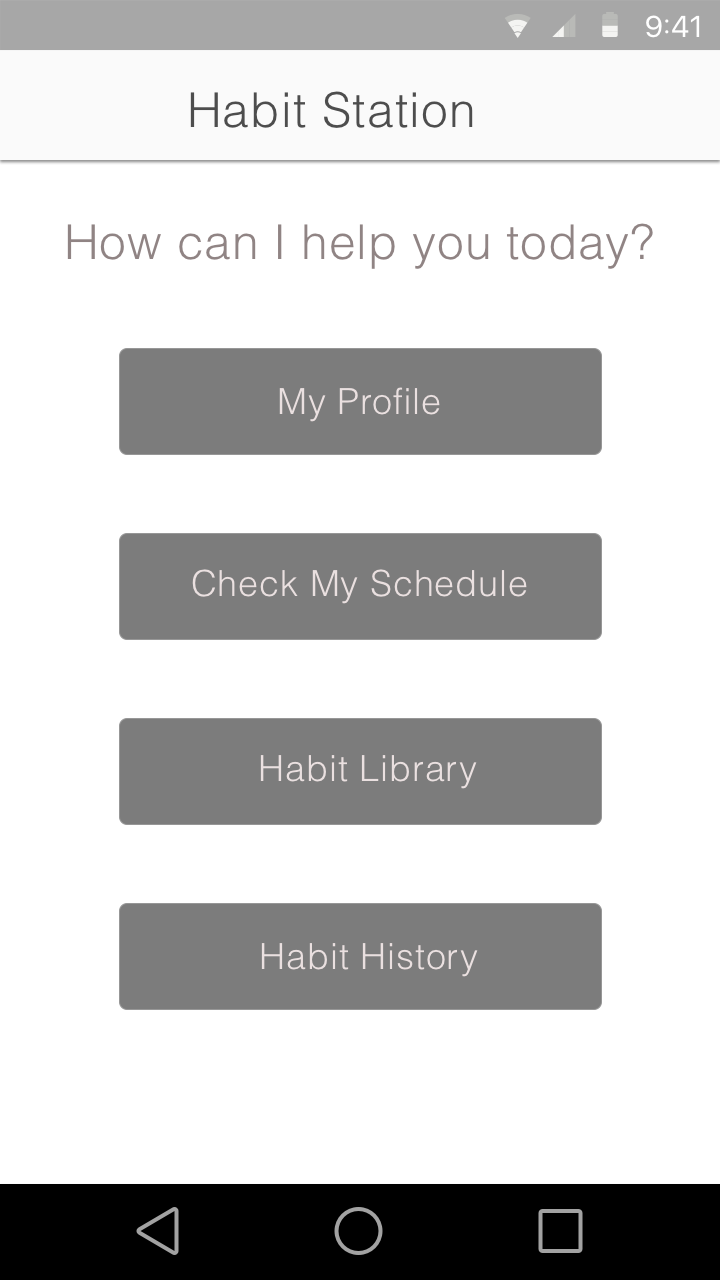 9:41
Habit Station
How can I help you today?
My Profile
Check My Schedule
Habit Library
Habit History